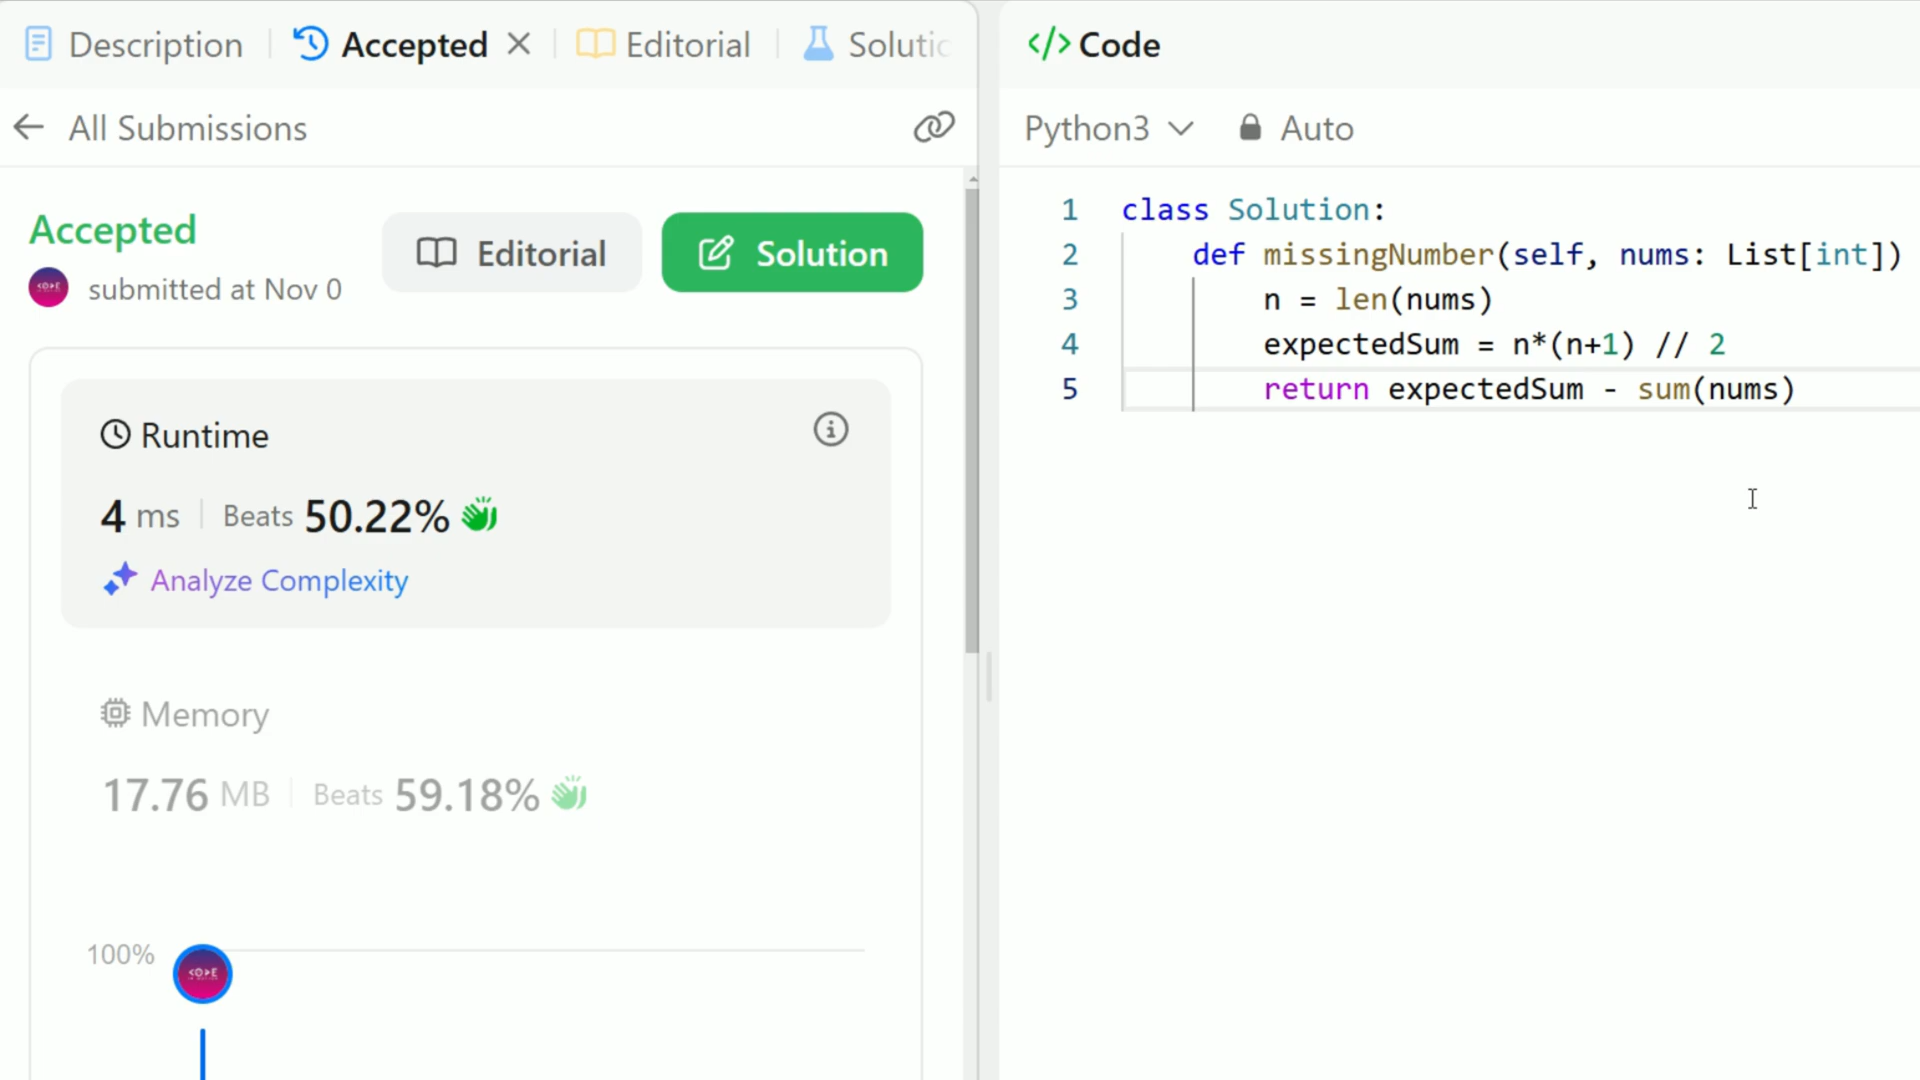 Description
Accepted
Editorial
Solutic
All Submissions
Accepted
submitted at Nov 0
Editorial
Solution
Runtime
4 ms Beats 50.22%
Analyze Complexity
Memory
17.76 MB Beats 59.18%
100%
<O>E
</> Code
Python3 Auto
1 class Solution:
2 def missingNumber(self, nums: List[int])
3 n = len(nums)
4 expectedSum = n*(n+1) // 2
5 return expectedSum - sum(nums)